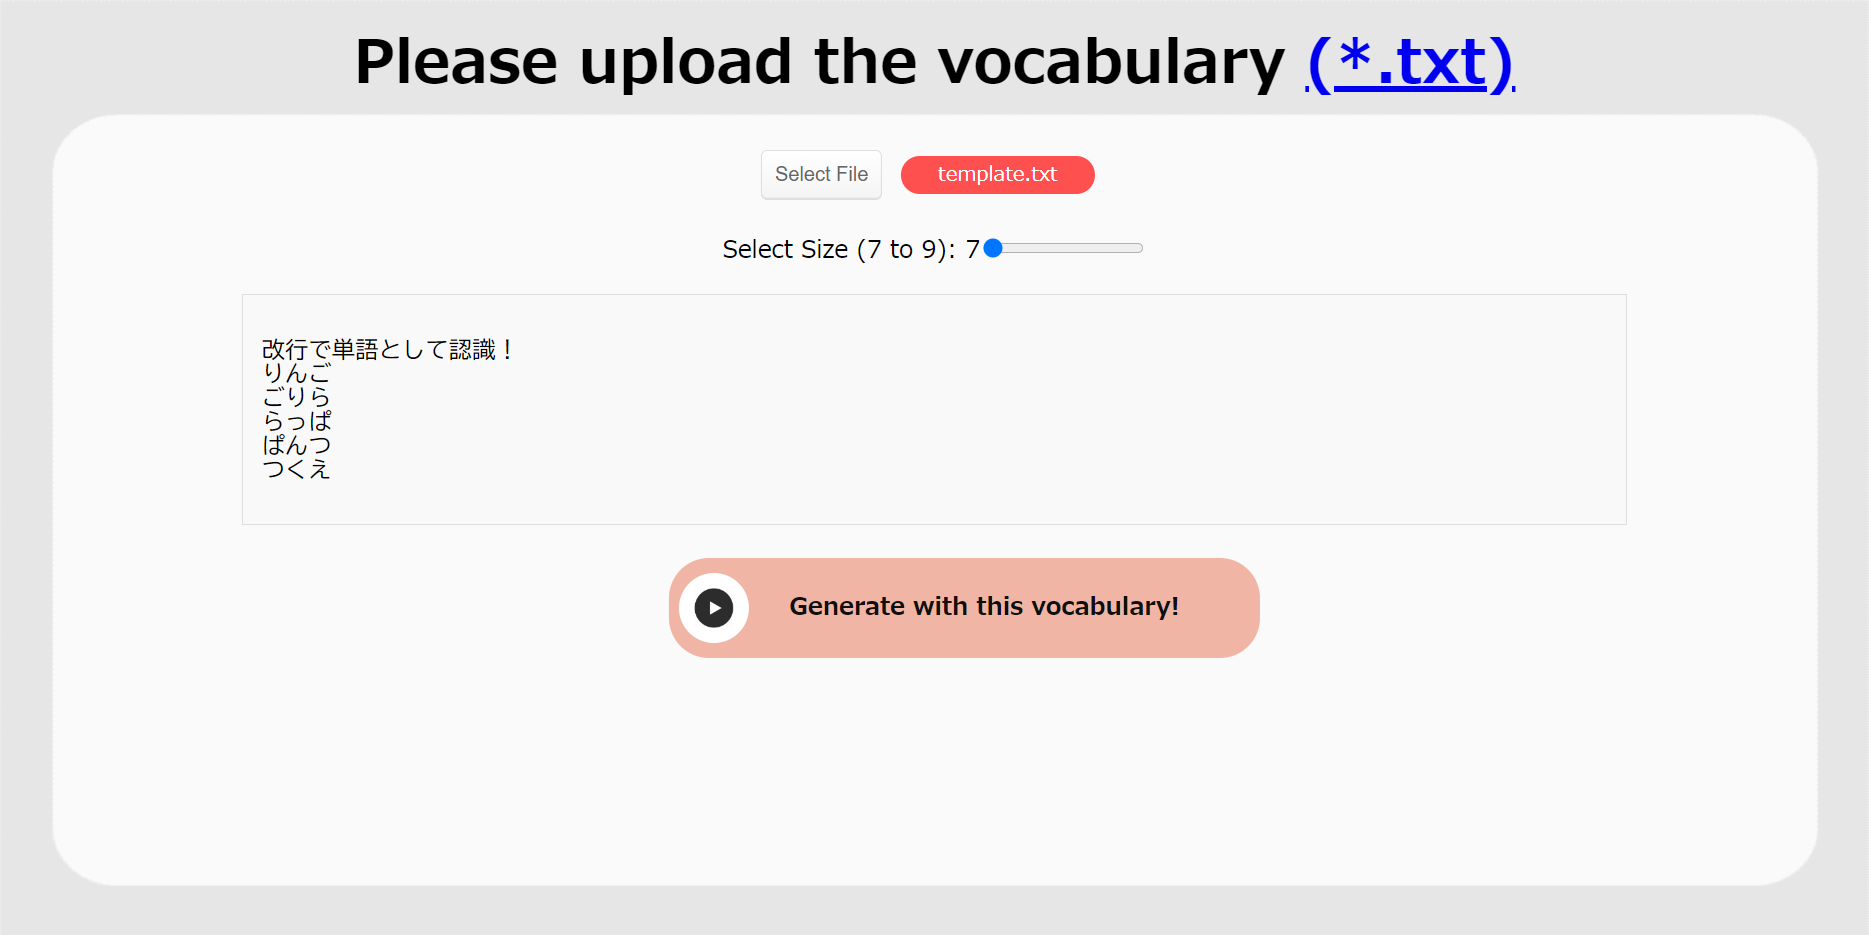 Please upload the vocabulary (*.txt)
Select File template.txt
Select Size (7 to 9): 7
改行で単語として認識！
りんご
ごりら
らっぱ
ぱんつ
つくえ
Generate with this vocabulary!